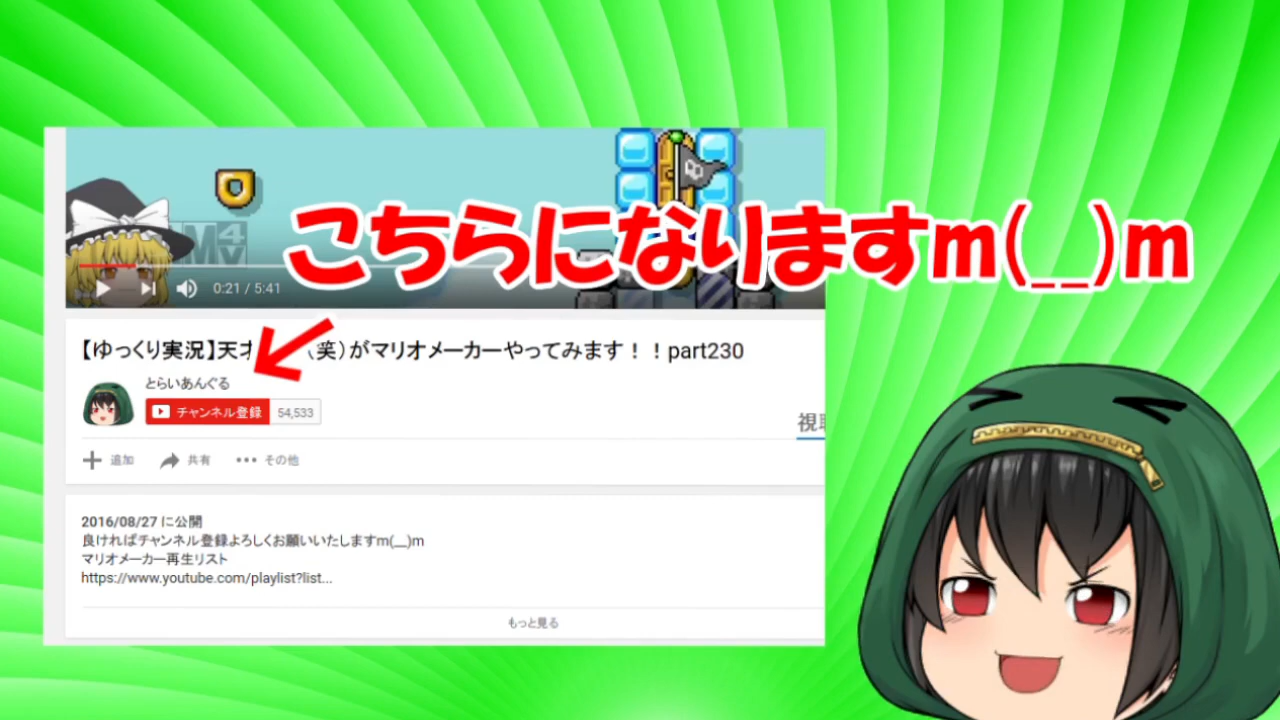 こちらになりますm(__)m
0:21 / 5:41
【ゆっくり実況】天才 （笑）がマリオメーカーやってみます！！part230
とらいあんぐる
チャンネル登録 54,533
視聴
追加 共有 ••• その他
2016/08/27 に公開
良ければチャンネル登録よろしくお願いいたしますm(__)m
マリオメーカー再生リスト
https://www.youtube.com/playlist?list...
もっと見る